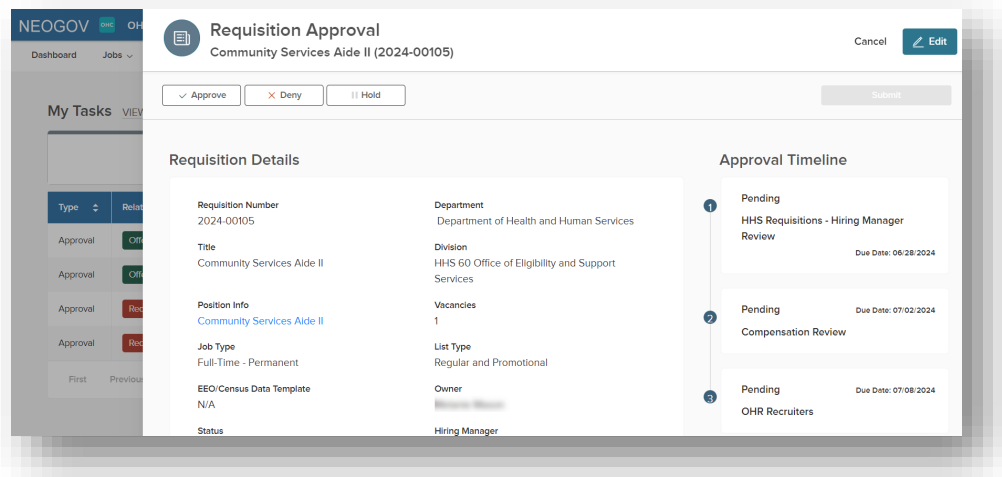 NEOGOV OHC OH
Requisition Approval
Community Services Aide II (2024-00105)
Cancel
Edit
Dashboard Jobs
Approve
Deny
Hold
Submit
My Tasks VIEW
Requisition Details
Approval Timeline
Type
Approval
Approval
Approval
Approval
First
Requisition Number
2024-00105
Department
Department of Health and Human Services
Title
Community Services Aide II
Division
HHS 60 Office of Eligibility and Support
Services
Position Info
Community Services Aide II
Vacancies
1
Job Type
Full-Time - Permanent
List Type
Regular and Promotional
EEO/Census Data Template
N/A
Owner
Status
Hiring Manager
1
Pending
HHS Requisitions - Hiring Manager
Review
Due Date: 06/28/2024
2
Pending
Due Date: 07/02/2024
Compensation Review
3
Pending
Due Date: 07/08/2024
OHR Recruiters